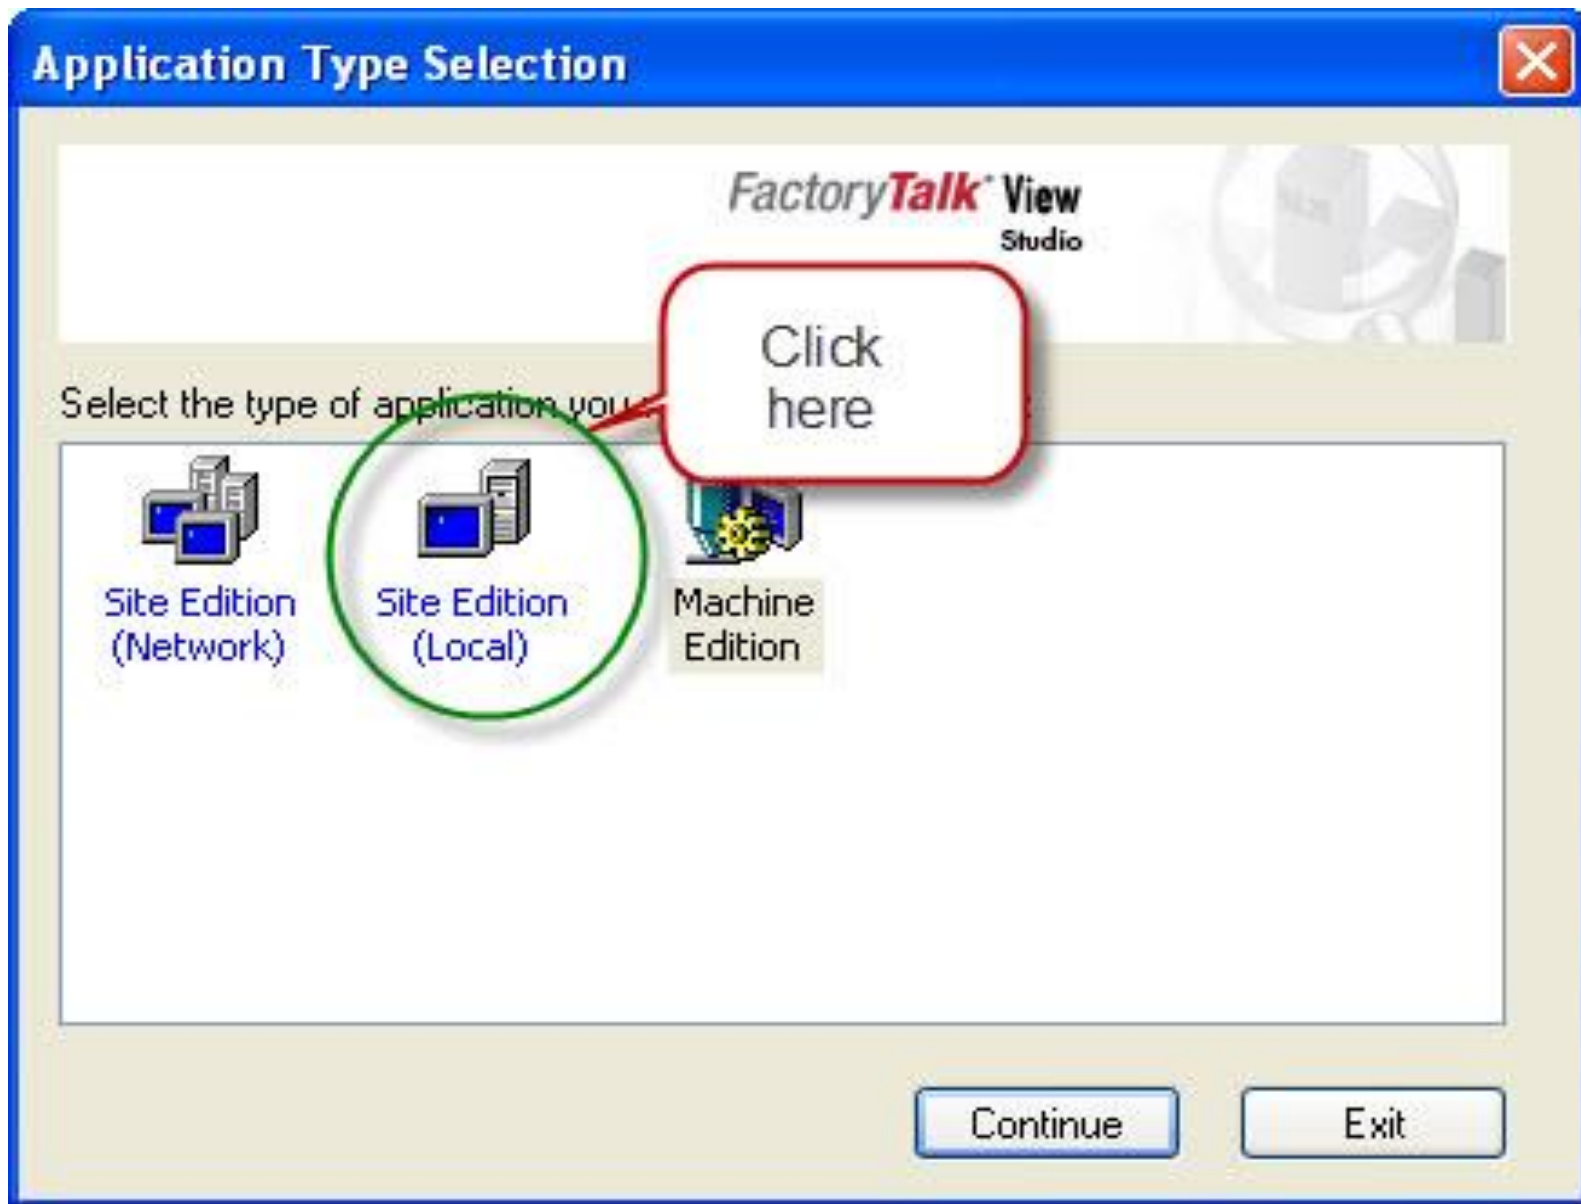 Application Type Selection
FactoryTalk View
Studio
Click
here
Select the type of application you
Site Edition
(Network)
Site Edition
(Local)
Machine
Edition
Continue
Exit